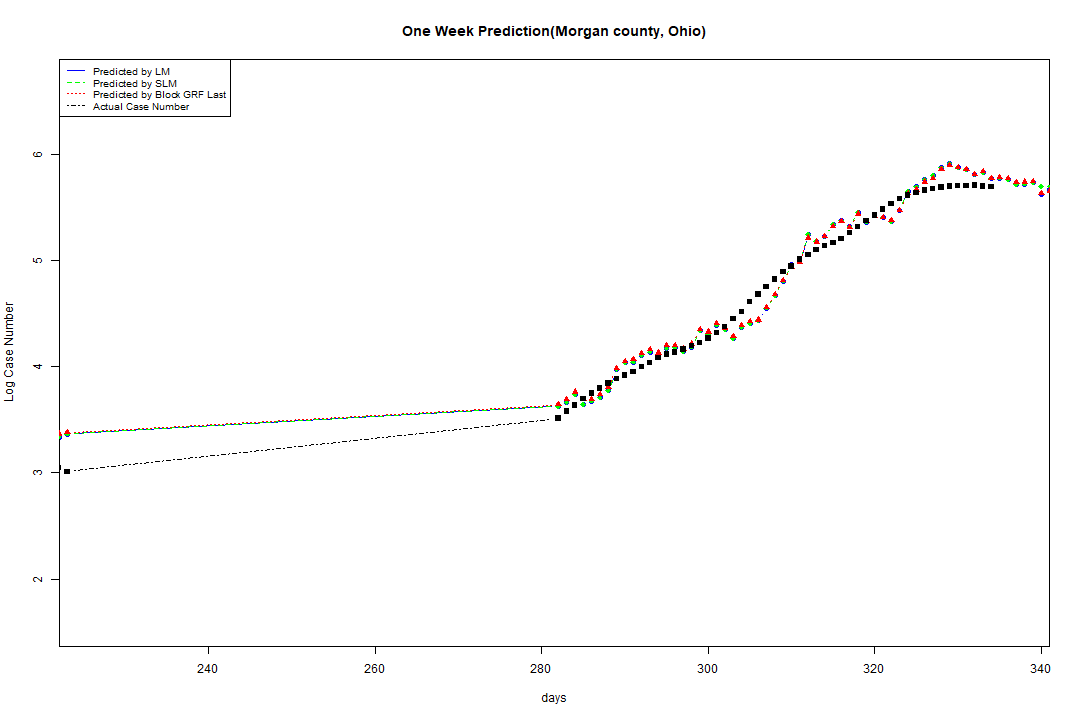 One Week Prediction(Morgan county, Ohio)
Predicted by LM
Predicted by SLM
Predicted by Block GRF Last
Actual Case Number
6
5
4
3
2
Log Case Number
240 260 280 300 320 340
days